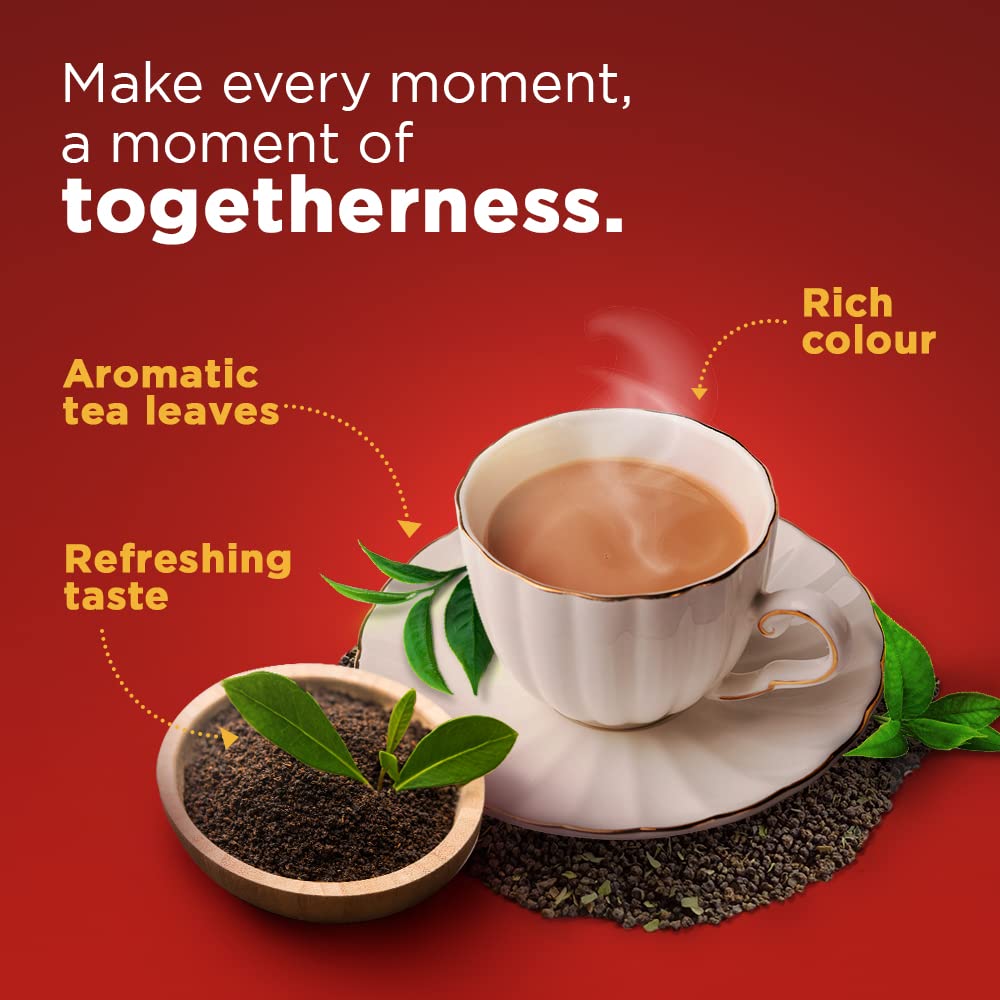 Make every moment,
a moment of
togetherness.
Rich
colour
Aromatic
tea leaves
Refreshing
taste